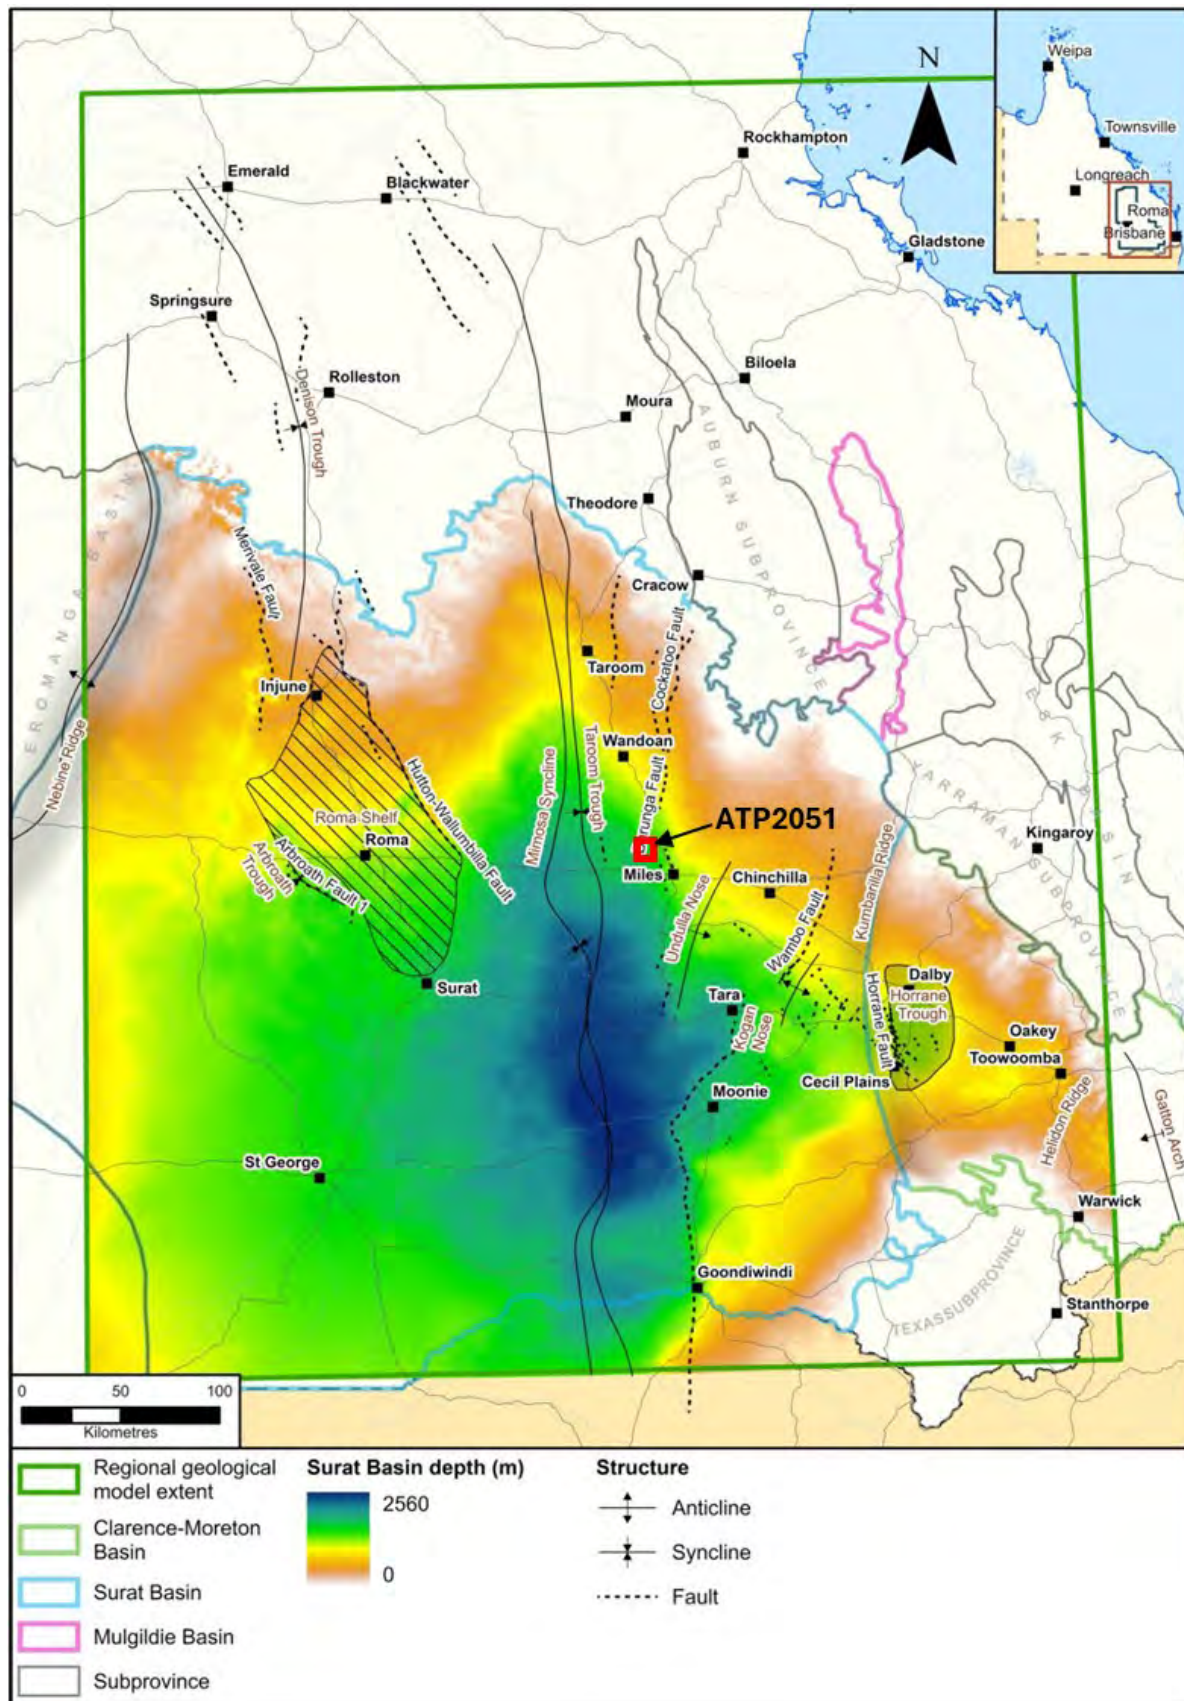 N
Weipa
Townsville
Longreach
Roma
Brisbane
Rockhampton
Emerald
Blackwater
Gladstone
Springsure
Biloela
Rolleston
Moura
Denison Trough
AUBURN SUBPROVINCE
Theodore
EROMANGA BASIN
Merivale Fault
Cracow
Cockatoo Fault
Taroom
Injune
ESK BASIN
Nebine Ridge
Wandoan
Hutton-Wallumbilla Fault
Mimosa Syncline
Taroom Trough
YARRAMAN SUBPROVINCE
Roma Shelf
Roma
ATP2051
Kingaroy
Arbroath
Trough
Arbroath Fault 1
Miles
Chinchilla
Undulla Nose
Wambo Fault
Kumbarilla Ridge
Surat
Tara
Kogan
Nose
Dalby
Horrane
Trough
Horrane Fault
Oakey
Toowoomba
Cecil Plains
Moonie
Helidon Ridge
Gatton Arch
St George
Warwick
Goondiwindi
TEXAS SUBPROVINCE
Stanthorpe
0 50 100
Kilometres
Regional geological
model extent
Clarence-Moreton
Basin
Surat Basin
Mulgildie Basin
Subprovince
Surat Basin depth (m)
2560
0
Structure
Anticline
Syncline
Fault